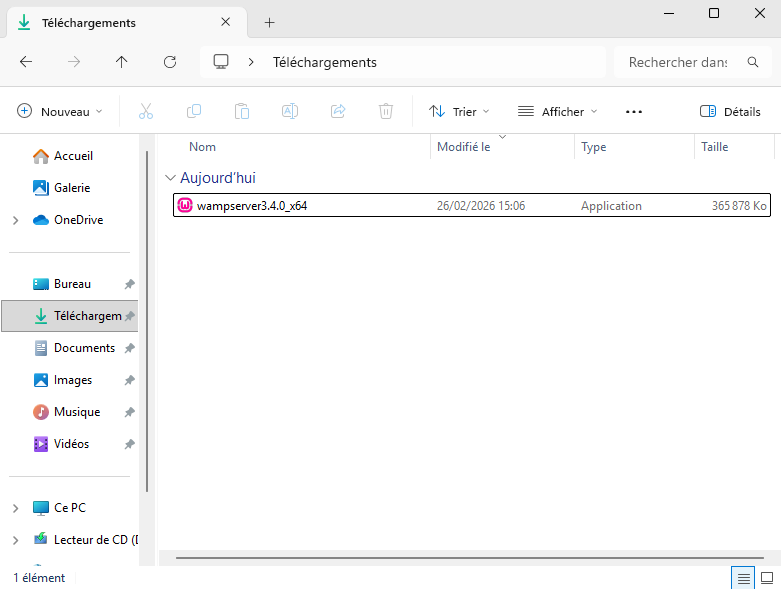 Téléchargements
Téléchargements
Rechercher dans
Nouveau
Trier
Afficher
Détails
Accueil
Galerie
OneDrive
Bureau
Téléchargem
Documents
Images
Musique
Vidéos
Ce PC
Lecteur de CD (D
Nom
Modifié le
Type
Taille
Aujourd'hui
wampserver3.4.0_x64 26/02/2026 15:06 Application 365 878 Ko
1 élément